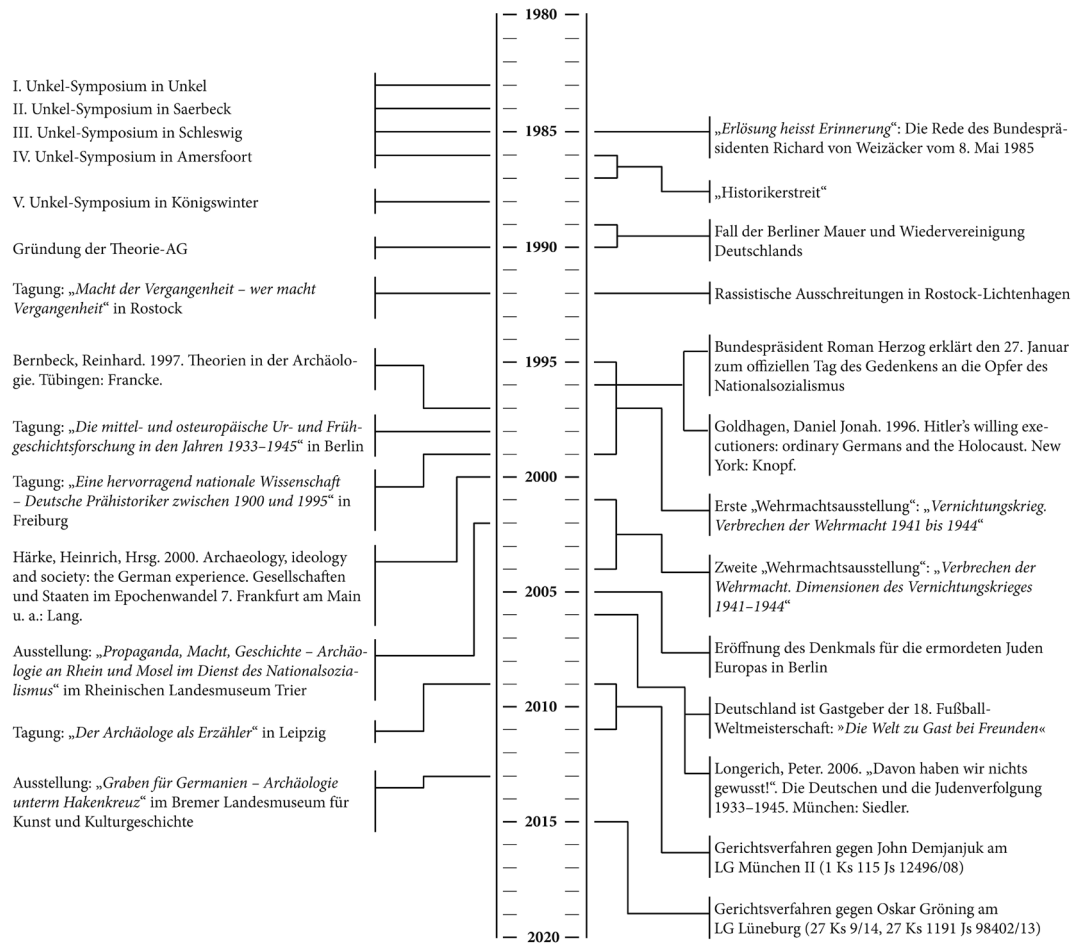 1980
1985
1990
1995
2000
2005
2010
2015
2020
I. Unkel-Symposium in Unkel
II. Unkel-Symposium in Saerbeck
III. Unkel-Symposium in Schleswig
IV. Unkel-Symposium in Amersfoort
V. Unkel-Symposium in Königswinter
Gründung der Theorie-AG
Tagung: „Macht der Vergangenheit – wer macht
Vergangenheit“ in Rostock
Bernbeck, Reinhard. 1997. Theorien in der Archäolo-
gie. Tübingen: Francke.
Tagung: „Die mittel- und osteuropäische Ur- und Früh-
geschichtsforschung in den Jahren 1933–1945“ in Berlin
Tagung: „Eine hervorragend nationale Wissenschaft
– Deutsche Prähistoriker zwischen 1900 und 1995“ in
Freiburg
Härke, Heinrich, Hrsg. 2000. Archaeology, ideology
and society: the German experience. Gesellschaften
und Staaten im Epochenwandel 7. Frankfurt am Main
u. a.: Lang.
Ausstellung: „Propaganda, Macht, Geschichte – Archäo-
logie an Rhein und Mosel im Dienst des Nationalsozia-
lismus“ im Rheinischen Landesmuseum Trier
Tagung: „Der Archäologe als Erzähler“ in Leipzig
Ausstellung: „Graben für Germanien – Archäologie
unterm Hakenkreuz“ im Bremer Landesmuseum für
Kunst und Kulturgeschichte
„Erlösung heisst Erinnerung“: Die Rede des Bundesprä-
sidenten Richard von Weizäcker vom 8. Mai 1985
„Historikerstreit“
Fall der Berliner Mauer und Wiedervereinigung
Deutschlands
Rassistische Ausschreitungen in Rostock-Lichtenhagen
Bundespräsident Roman Herzog erklärt den 27. Januar
zum offiziellen Tag des Gedenkens an die Opfer des
Nationalsozialismus
Goldhagen, Daniel Jonah. 1996. Hitler’s willing exe-
cutioners: ordinary Germans and the Holocaust. New
York: Knopf.
Erste „Wehrmachtsausstellung“: „Vernichtungskrieg.
Verbrechen der Wehrmacht 1941 bis 1944“
Zweite „Wehrmachtsausstellung“: „Verbrechen der
Wehrmacht. Dimensionen des Vernichtungskrieges
1941–1944“
Eröffnung des Denkmals für die ermordeten Juden
Europas in Berlin
Deutschland ist Gastgeber der 18. Fußball-
Weltmeisterschaft: »Die Welt zu Gast bei Freunden«
Longerich, Peter. 2006. „Davon haben wir nichts
gewusst!“. Die Deutschen und die Judenverfolgung
1933–1945. München: Siedler.
Gerichtsverfahren gegen John Demjanjuk am
LG München II (1 Ks 115 Js 12496/08)
Gerichtsverfahren gegen Oskar Gröning am
LG Lüneburg (27 Ks 9/14, 27 Ks 1191 Js 98402/13)